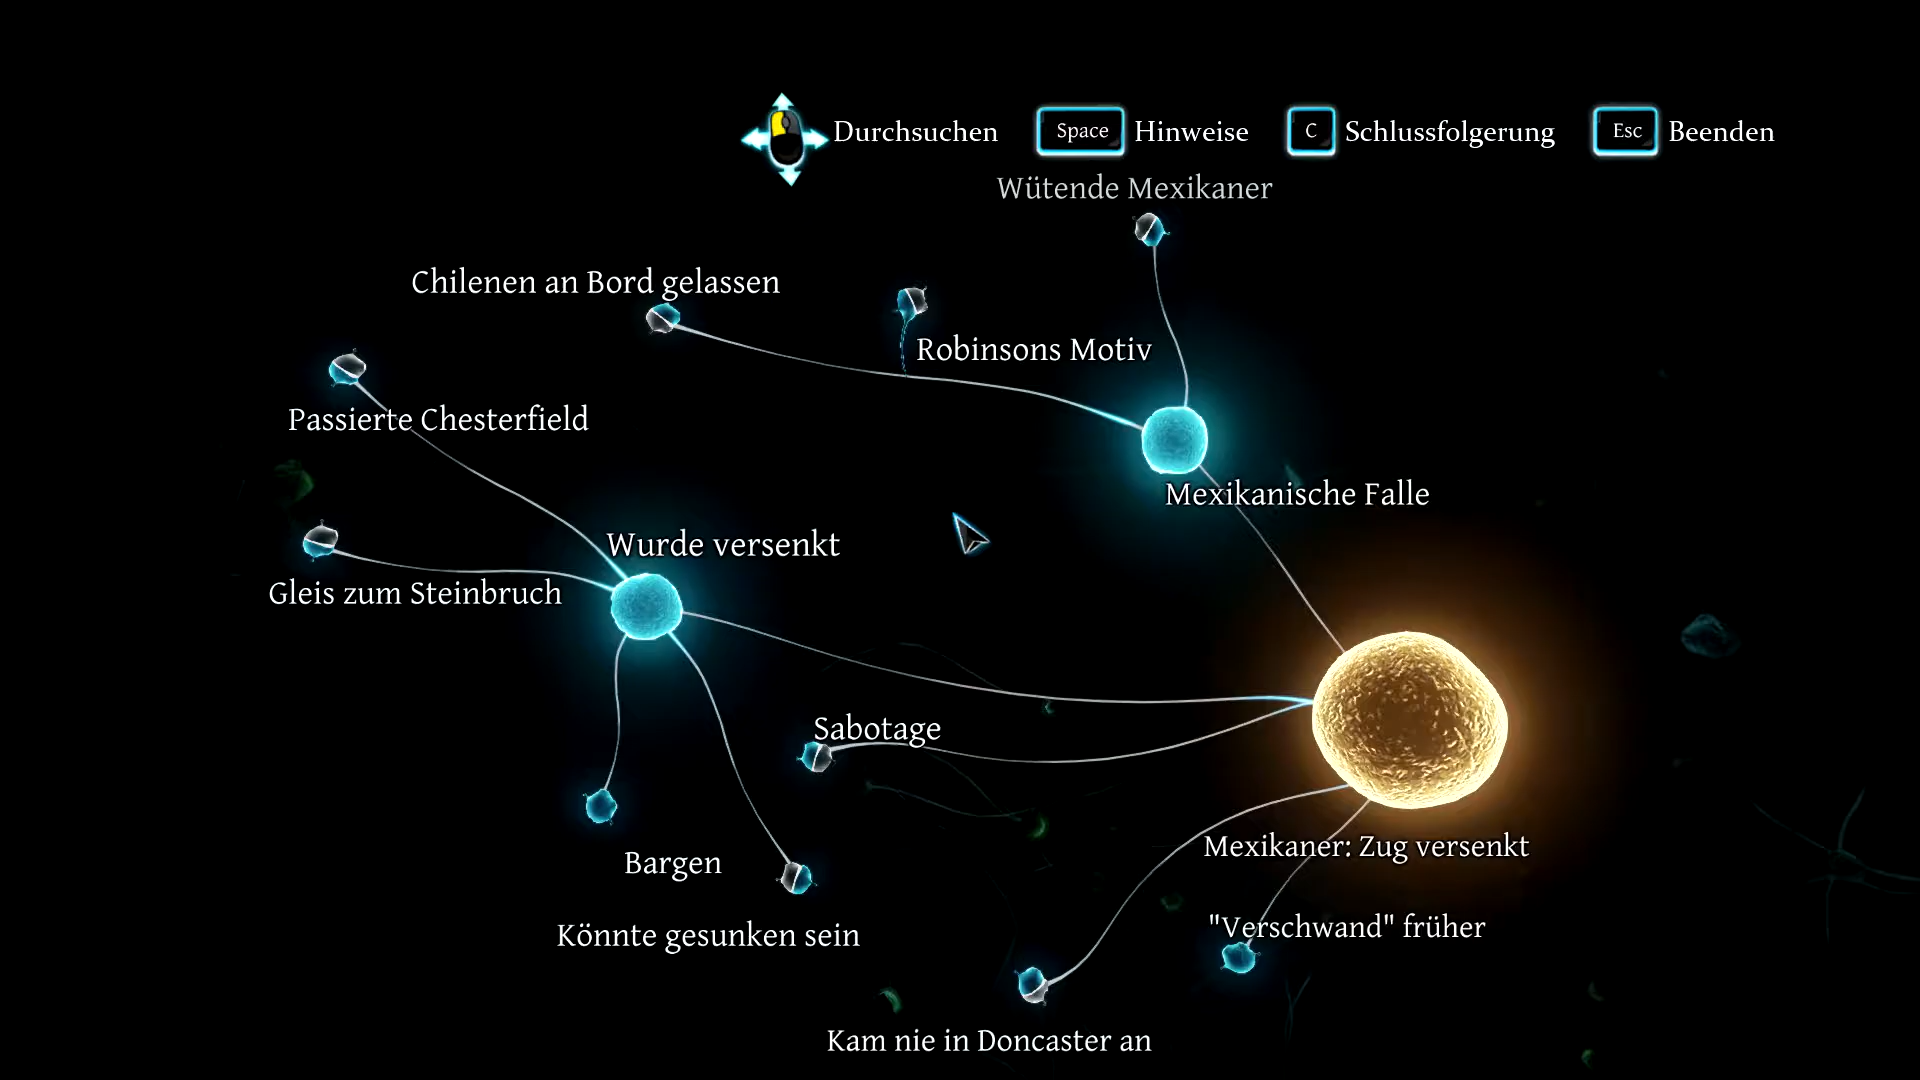 Durchsuchen
Space Hinweise
C Schlussfolgerung
Esc Beenden
Wütende Mexikaner
Chilenen an Bord gelassen
Robinsons Motiv
Passierte Chesterfield
Mexikanische Falle
Wurde versenkt
Gleis zum Steinbruch
Sabotage
Mexikaner: Zug versenkt
Bargen
"Verschwand" früher
Könnte gesunken sein
Kam nie in Doncaster an